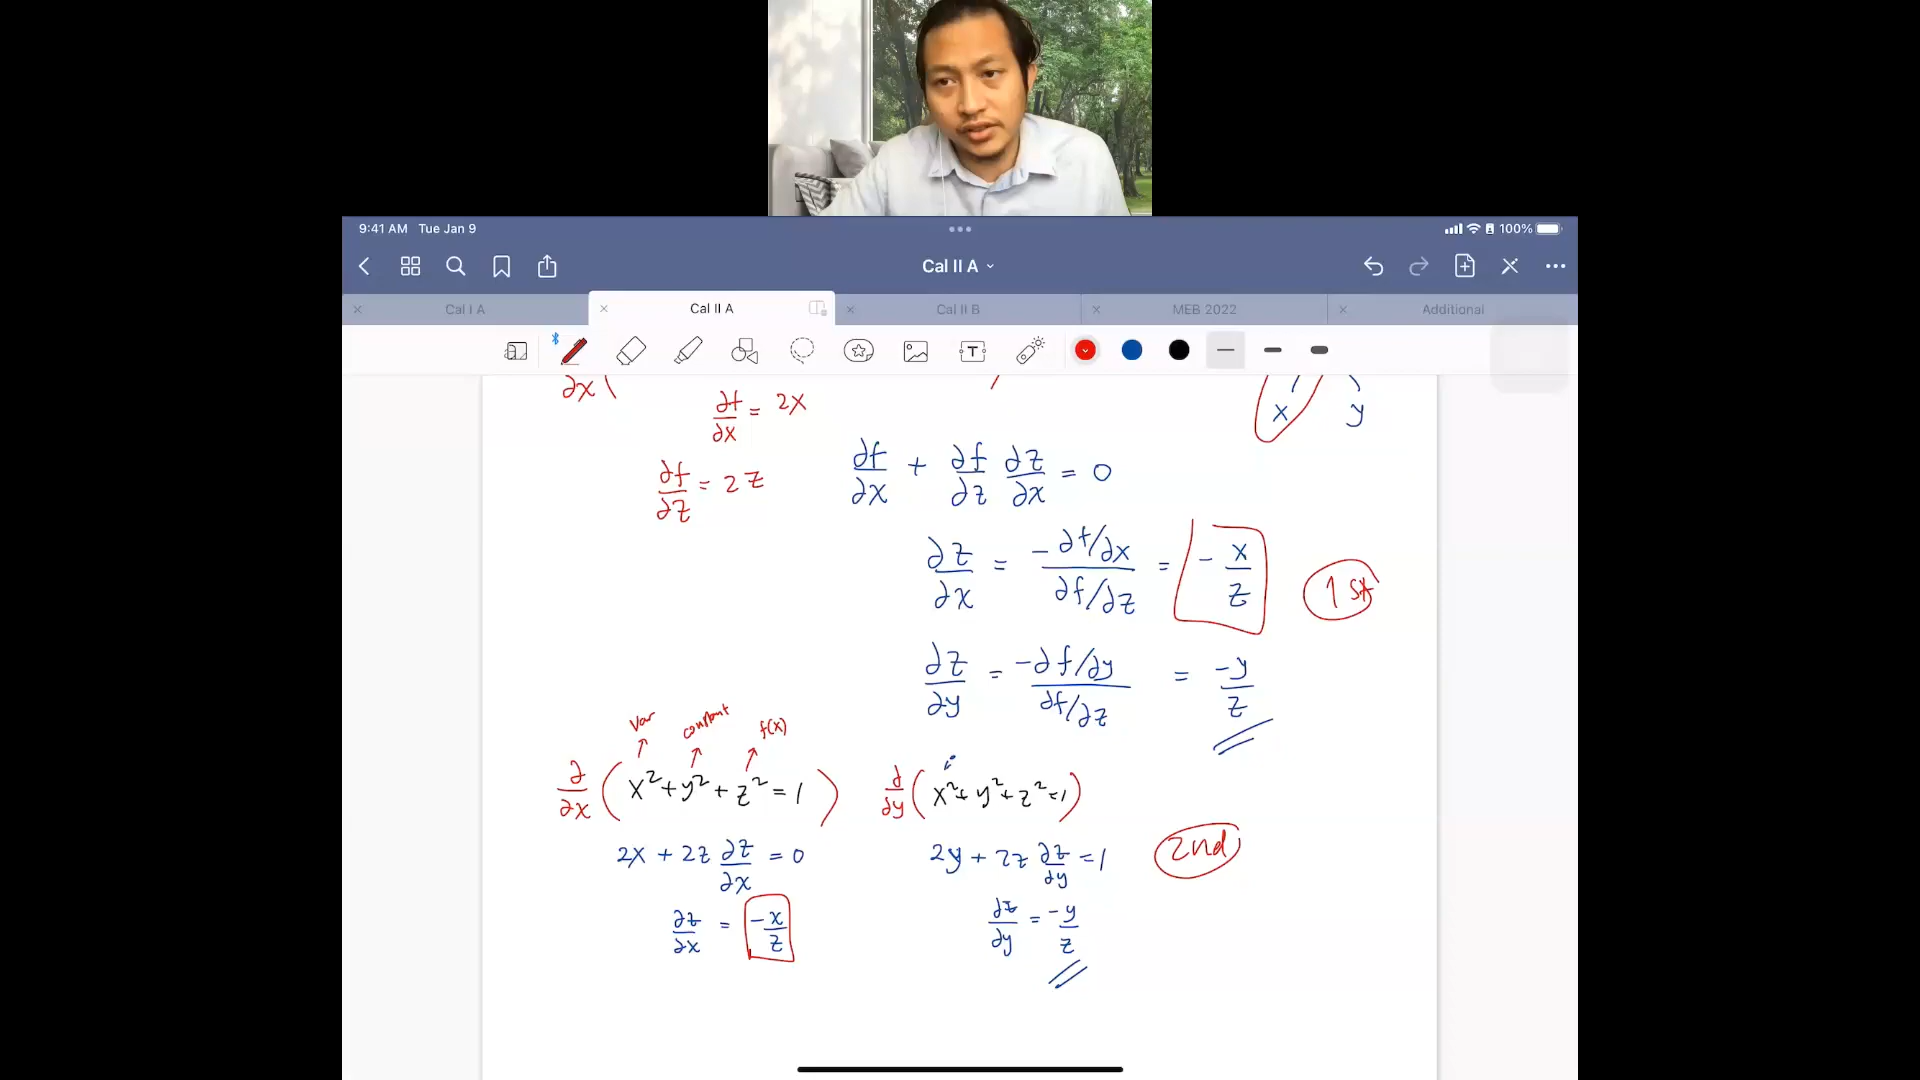 9:41 AM Tue Jan 9
100%
Cal II A
Cal I A
Cal II A
Cal II B
MEB 2022
Additional
T
∂x
∂f/∂x = 2x
x y
∂f/∂z = 2z
∂f/∂x + ∂f/∂z ∂z/∂x = 0
∂z/∂x = -∂f/∂x / ∂f/∂z = - x/z
1st
∂z/∂y = -∂f/∂y / ∂f/∂z = -y/z
var constant f(x)
∂/∂x ( x² + y² + z² = 1 )
∂/∂y ( x² + y² + z² = 1 )
2x + 2z ∂z/∂x = 0
2y + 2z ∂z/∂y = 1
2nd
∂z/∂x = -x/z
∂z/∂y = -y/z